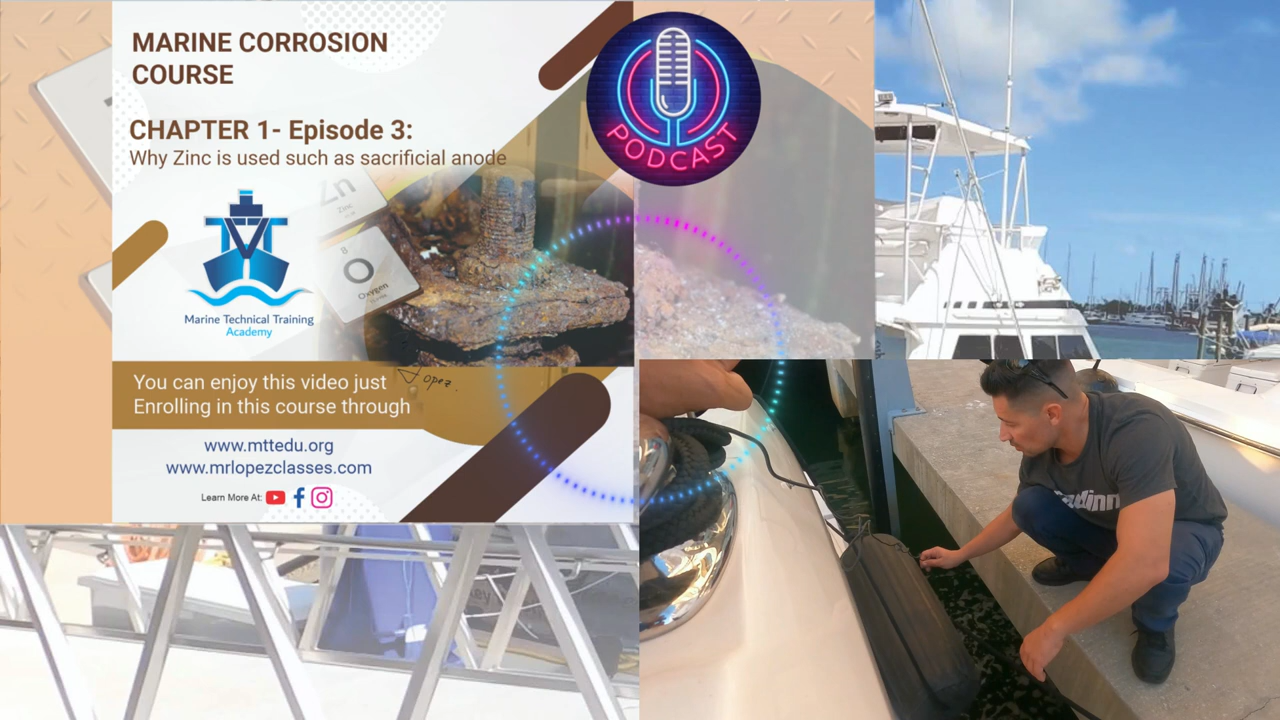 MARINE CORROSION
COURSE
CHAPTER 1- Episode 3:
Why Zinc is used such as sacrificial anode
PODCAST
Zn
Zinc
8
O
Oxygen
Marine Technical Training
Academy
Lopez.
You can enjoy this video just
Enrolling in this course through
www.mttedu.org
www.mrlopezclasses.com
Learn More At: